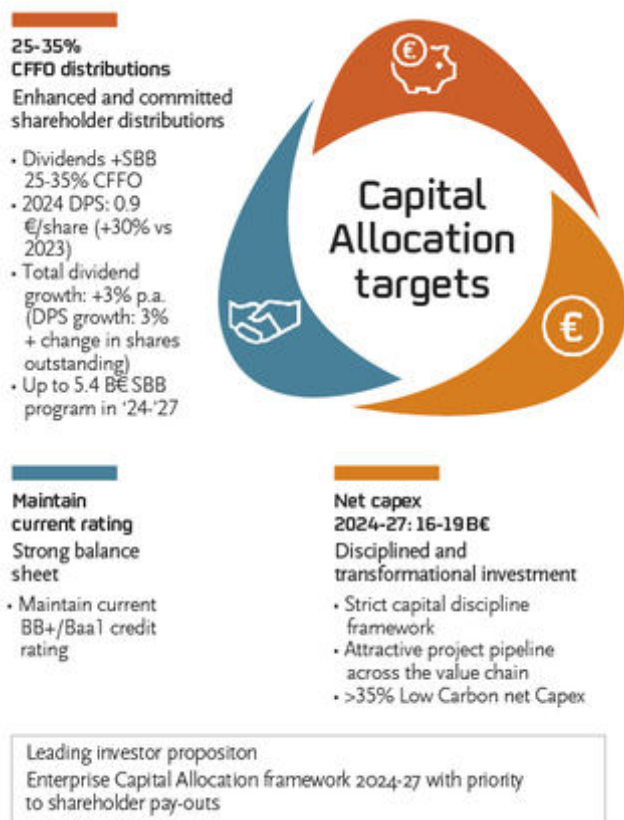 25-35%
CFFO distributions
Enhanced and committed
shareholder distributions
• Dividends +SBB
25-35% CFFO
• 2024 DPS: 0.9
€/share (+30% vs
2023)
• Total dividend
growth: +3% p.a.
(DPS growth: 3%
+ change in shares
outstanding)
• Up to 5.4 B€ SBB
program in '24-'27
€
Capital
Allocation
targets
€
Maintain
current rating
Strong balance
sheet
• Maintain current
BB+/Baa1 credit
rating
Net capex
2024-27: 16-19 B€
Disciplined and
transformational investment
• Strict capital discipline
framework
• Attractive project pipeline
across the value chain
• >35% Low Carbon net Capex
Leading investor propositon
Enterprise Capital Allocation framework 2024-27 with priority
to shareholder pay-outs